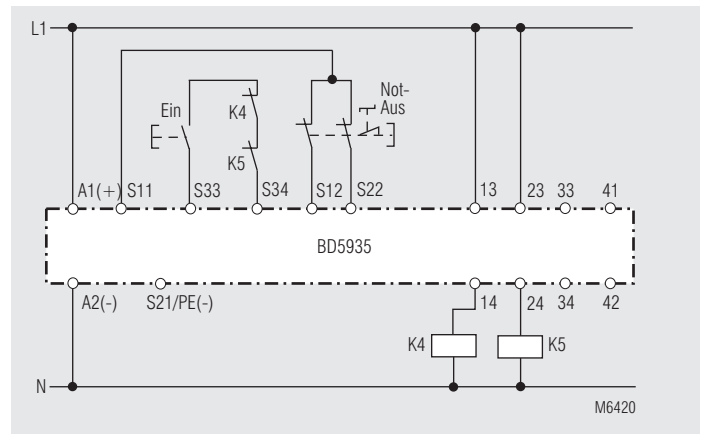 L1
Not-
Aus
Ein
K4
K5
A1(+) S11 S33 S34 S12 S22 13 23 33 41
BD5935
A2(-) S21/PE(-) 14 24 34 42
K4 K5
N
M6420